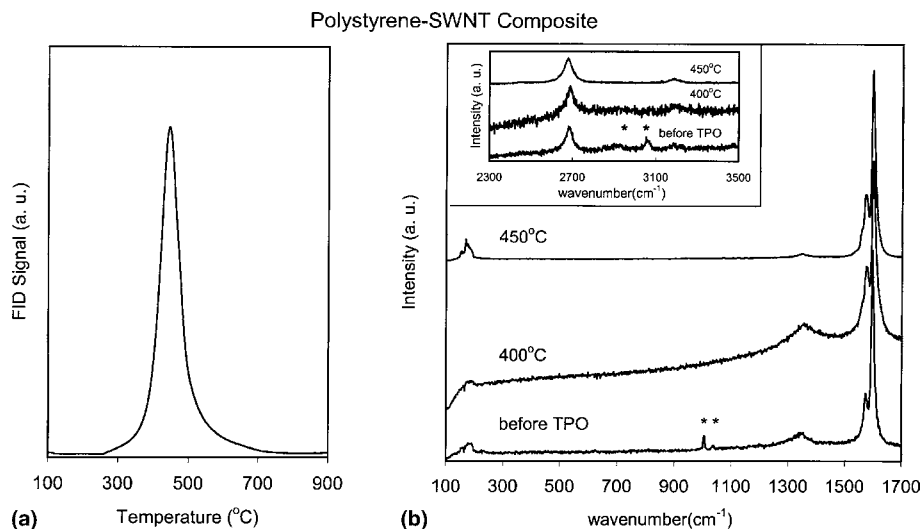 Polystyrene-SWNT Composite
FID Signal (a. u.)
100 300 500 700 900
Temperature (°C)
(a)
Intensity (a. u.)
450°C
400°C
* *
before TPO
2300 2700 3100 3500
wavenumber(cm-1)
Intensity (a. u.)
450°C
400°C
before TPO
* *
100 300 500 700 900 1100 1300 1500 1700
wavenumber(cm-1)
(b)